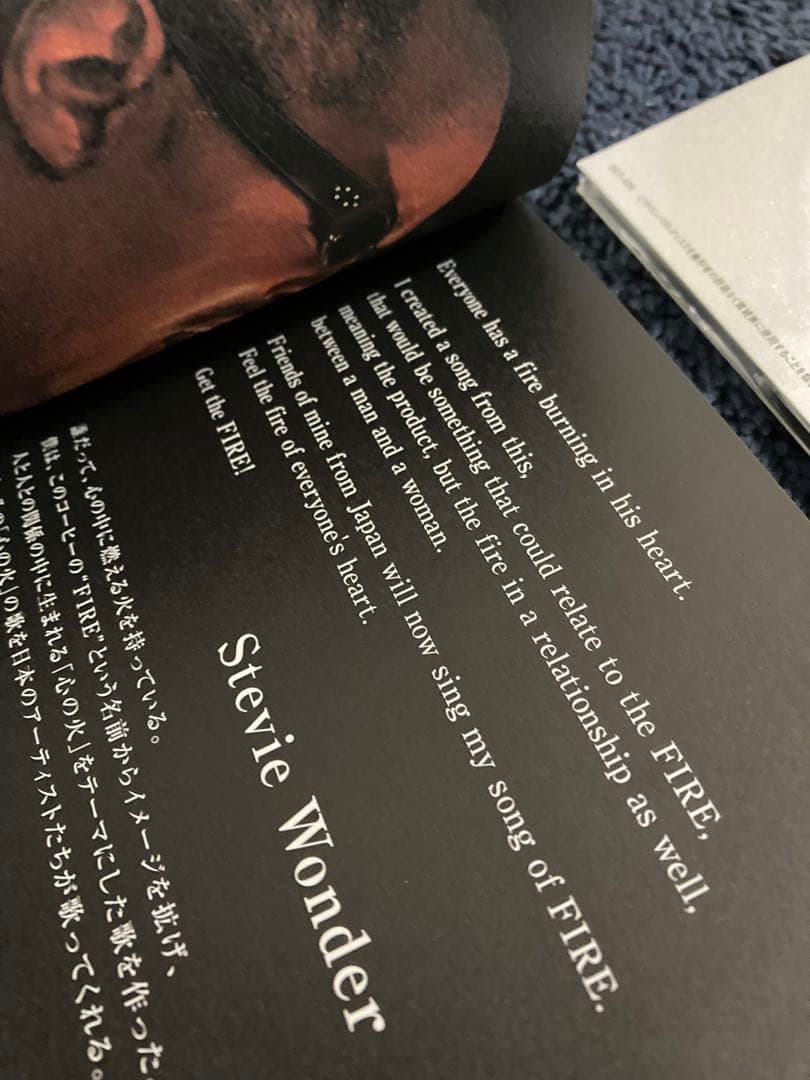 Everyone has a fire burning in his heart.
I created a song from this,
that would be something that could relate to the FIRE,
meaning the product, but the fire in a relationship as well,
between a man and a woman.
Friends of mine from Japan will now sing my song of FIRE.
Feel the fire of everyone's heart.
Get the FIRE!
Stevie Wonder
誰だって、心の中に燃える火を持っている。
僕は、このコーヒーの"FIRE"という名前からイメージを拡げ、
人と人との関係の中に生まれる「心の火」をテーマにした歌を作った。
「心の火」の歌を日本のアーティストたちが歌ってくれる。